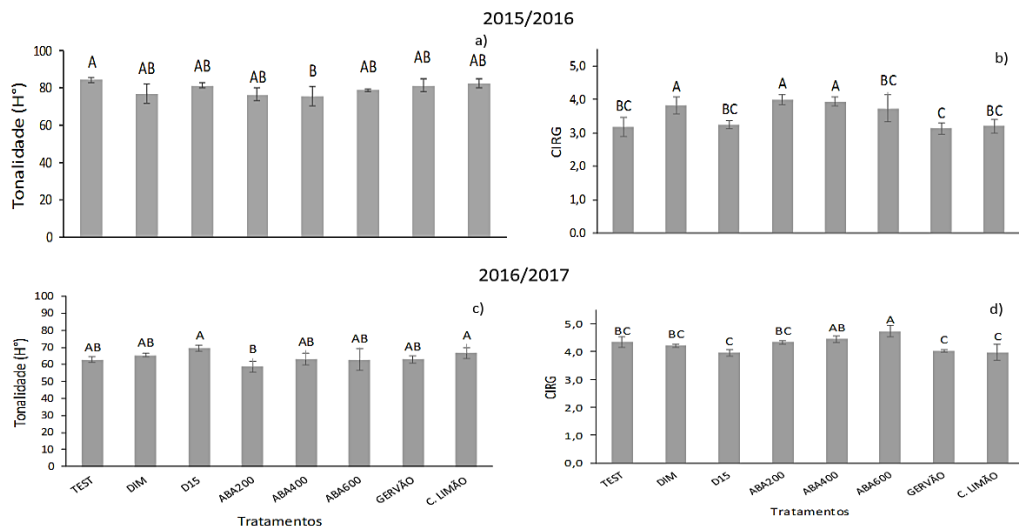 2015/2016
a)
Tonalidade (H°)
100
80
60
40
20
0
A AB AB AB B AB AB AB
b)
CIRG
5,0
4,0
3,0
2,0
1,0
0.0
BC A BC A A BC C BC
2016/2017
c)
Tonalidade (H°)
100
90
80
70
60
50
40
30
20
10
0
AB AB A B AB AB AB A
TEST DIM D15 ABA200 ABA400 ABA600 GERVÃO C. LIMÃO
Tratamentos
d)
CIRG
5,0
4,0
3,0
2,0
1,0
0,0
BC BC C BC AB A C C
TEST DIM D15 ABA200 ABA400 ABA600 GERVÃO C. LIMÃO
Tratamentos